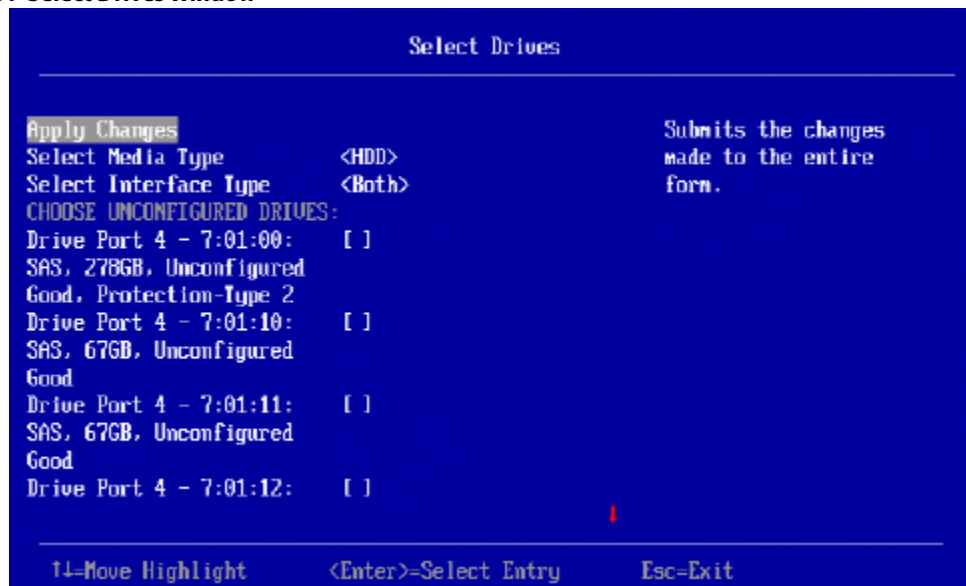 Select Drives Window
Select Drives
Apply Changes
Submits the changes
Select Media Type <HDD>
made to the entire
Select Interface Type <Both>
form.
CHOOSE UNCONFIGURED DRIVES:
Drive Port 4 - 7:01:00: [ ]
SAS, 278GB, Unconfigured
Good, Protection-Type 2
Drive Port 4 - 7:01:10: [ ]
SAS, 67GB, Unconfigured
Good
Drive Port 4 - 7:01:11: [ ]
SAS, 67GB, Unconfigured
Good
Drive Port 4 - 7:01:12: [ ]
↓
↑↓=Move Highlight <Enter>=Select Entry Esc=Exit